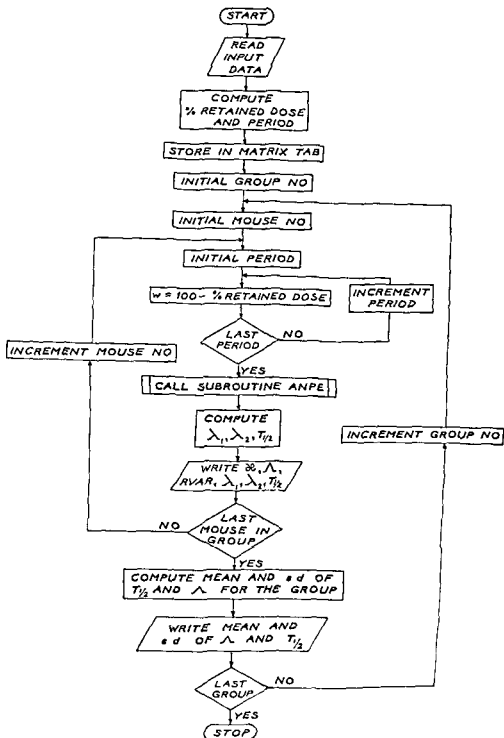 START
READ
INPUT
DATA
COMPUTE
% RETAINED DOSE
AND PERIOD
STORE IN MATRIX TAB
INITIAL GROUP NO
INITIAL MOUSE NO
INITIAL PERIOD
W = 100 - % RETAINED DOSE
INCREMENT
PERIOD
LAST
PERIOD
NO
YES
INCREMENT MOUSE NO
CALL SUBROUTINE ANPE
COMPUTE
λ₁, λ₂, T1/2
INCREMENT GROUP NO
WRITE ϰ, Λ,
RVAR, λ₁, λ₂, T1/2
LAST
MOUSE IN
GROUP
NO
YES
COMPUTE MEAN AND sd OF
T1/2 AND Λ FOR THE GROUP
WRITE MEAN AND
sd OF Λ AND T1/2
LAST
GROUP
NO
YES
STOP